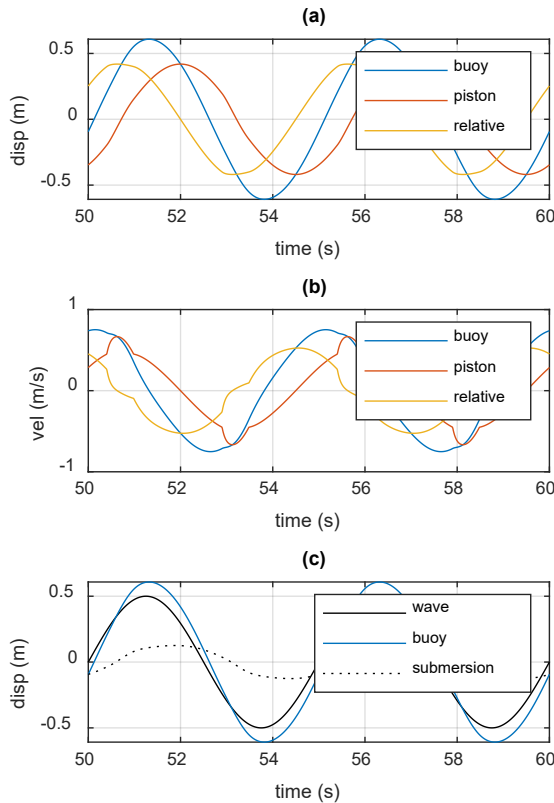 (a)
disp (m)
0.5
0
-0.5
buoy
piston
relative
50 52 54 56 58 60
time (s)
(b)
vel (m/s)
1
0
-1
buoy
piston
relative
50 52 54 56 58 60
time (s)
(c)
disp (m)
0.5
0
-0.5
wave
buoy
submersion
50 52 54 56 58 60
time (s)